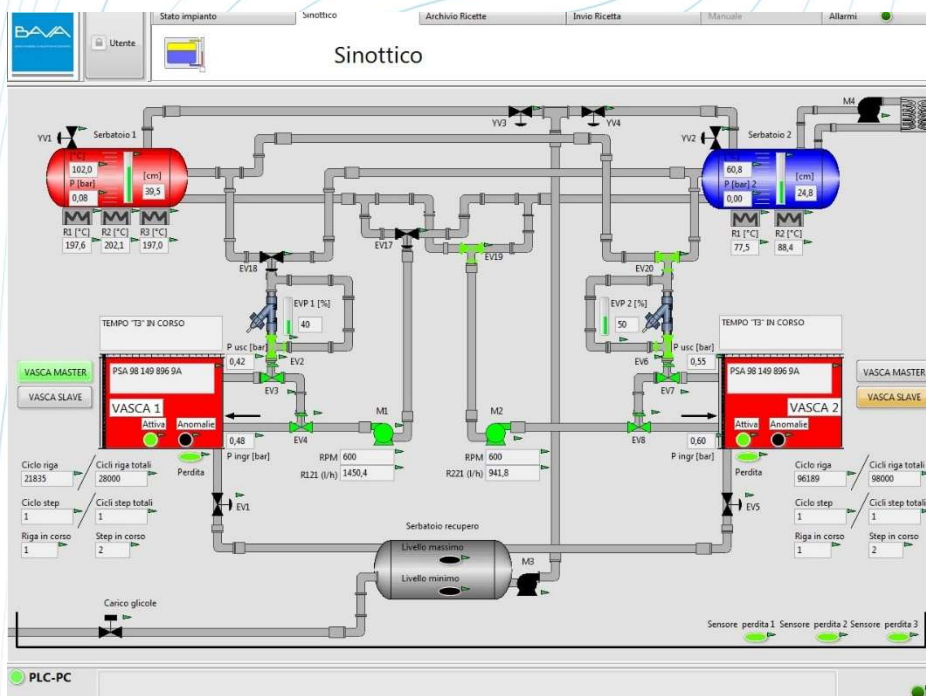 BAVA
Utente
Stato impianto
Sinottico
Archivio Ricette
Invio Ricetta
Manuale
Allarmi
Sinottico
YV1
Serbatoio 1
YV3
YV4
YV2
Serbatoio 2
M4
[°C]
102,0
P [bar]
0,08
[cm]
39,5
[°C]
60,8
P [bar] 2
0,00
[cm]
24,8
R1 [°C]
R2 [°C]
R3 [°C]
197,6
202,1
197,0
R1 [°C]
R2 [°C]
77,5
88,4
EV17
EV19
EV18
EV20
EVP 1 [%]
40
EVP 2 [%]
50
TEMPO "T3" IN CORSO
TEMPO "T3" IN CORSO
P usc [bar]
0,42
EV2
EV6
P usc [bar]
0,55
VASCA MASTER
VASCA SLAVE
PSA 98 149 896 9A
VASCA 1
Attiva
Anomalie
EV3
EV7
PSA 98 149 896 9A
VASCA 2
Attiva
Anomalie
VASCA MASTER
VASCA SLAVE
M1
M2
EV4
EV8
0,48
P ingr [bar]
0,60
P ingr [bar]
RPM
600
R121 (l/h)
1450,4
RPM
600
R221 (l/h)
941,8
Perdita
Perdita
Ciclo riga
21835
Cicli riga totali
28000
Ciclo step
1
Cicli step totali
1
Riga in corso
1
Step in corso
2
EV1
EV5
Ciclo riga
96189
Cicli riga totali
98000
Ciclo step
1
Cicli step totali
1
Riga in corso
1
Step in corso
2
Serbatoio recupero
Livello massimo
Livello minimo
M3
Carico glicole
Sensore perdita 1
Sensore perdita 2
Sensore perdita 3
PLC-PC